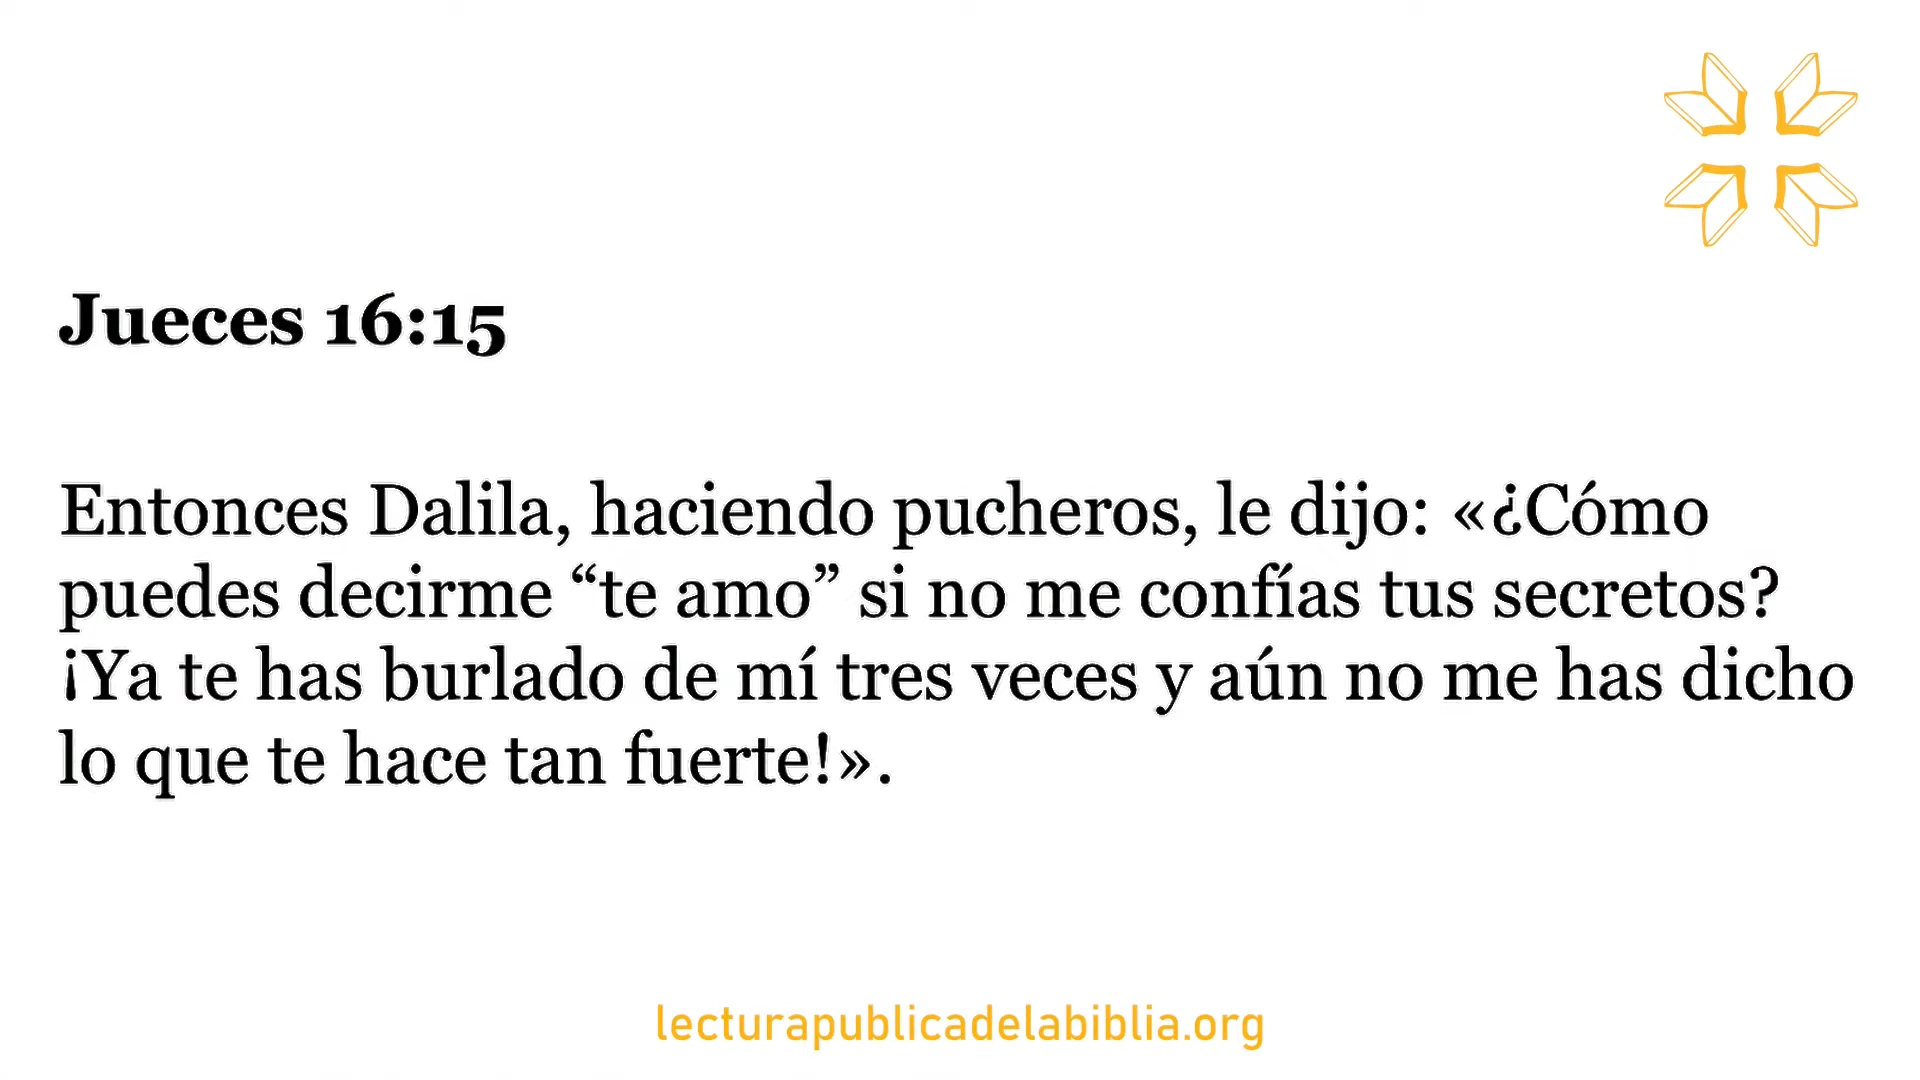 Jueces 16:15
Entonces Dalila, haciendo pucheros, le dijo: «¿Cómo
puedes decirme “te amo” si no me confías tus secretos?
¡Ya te has burlado de mí tres veces y aún no me has dicho
lo que te hace tan fuerte!».
lecturapublicadelabiblia.org